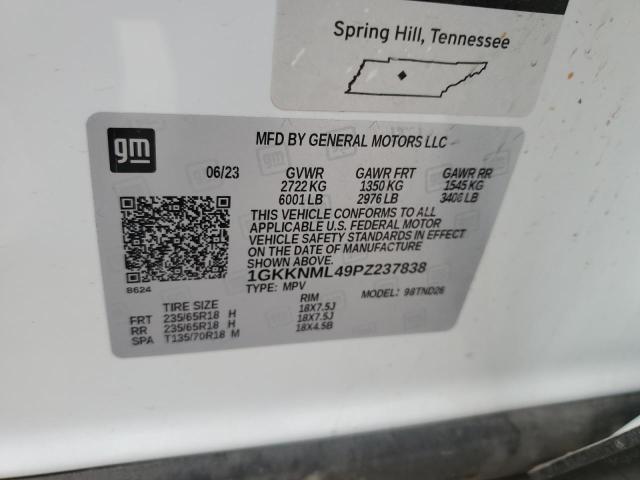 Spring Hill, Tennessee
gm
MFD BY GENERAL MOTORS LLC
06/23 GVWR GAWR FRT GAWR RR
2722 KG 1350 KG 1545 KG
6001 LB 2976 LB 3406 LB
THIS VEHICLE CONFORMS TO ALL
APPLICABLE U.S. FEDERAL MOTOR
VEHICLE SAFETY STANDARDS IN EFFECT
ON THE DATE OF MANUFACTURE
SHOWN ABOVE.
1GKKNML49PZ237838
8624 TYPE: MPV MODEL: 98TND26
TIRE SIZE RIM
FRT 235/65R18 H 18X7.5J
RR 235/65R18 H 18X7.5J
SPA T135/70R18 M 18X4.5B